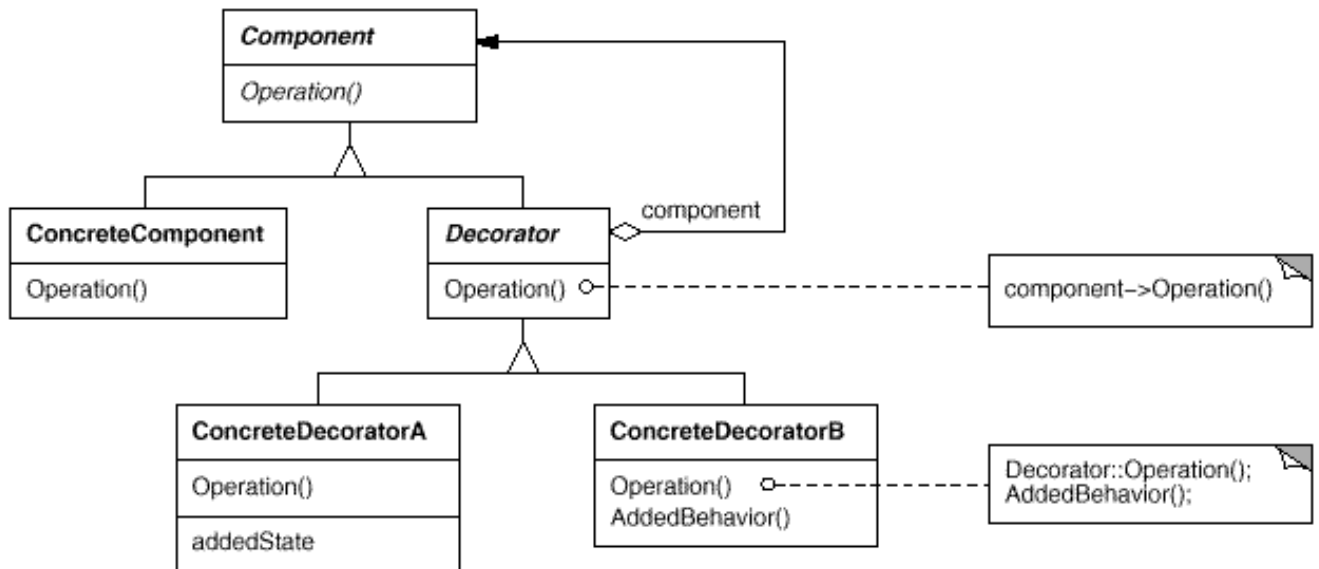 Component
Operation()
component
ConcreteComponent
Operation()
Decorator
Operation()
component->Operation()
ConcreteDecoratorA
Operation()
addedState
ConcreteDecoratorB
Operation()
AddedBehavior()
Decorator::Operation();
AddedBehavior();